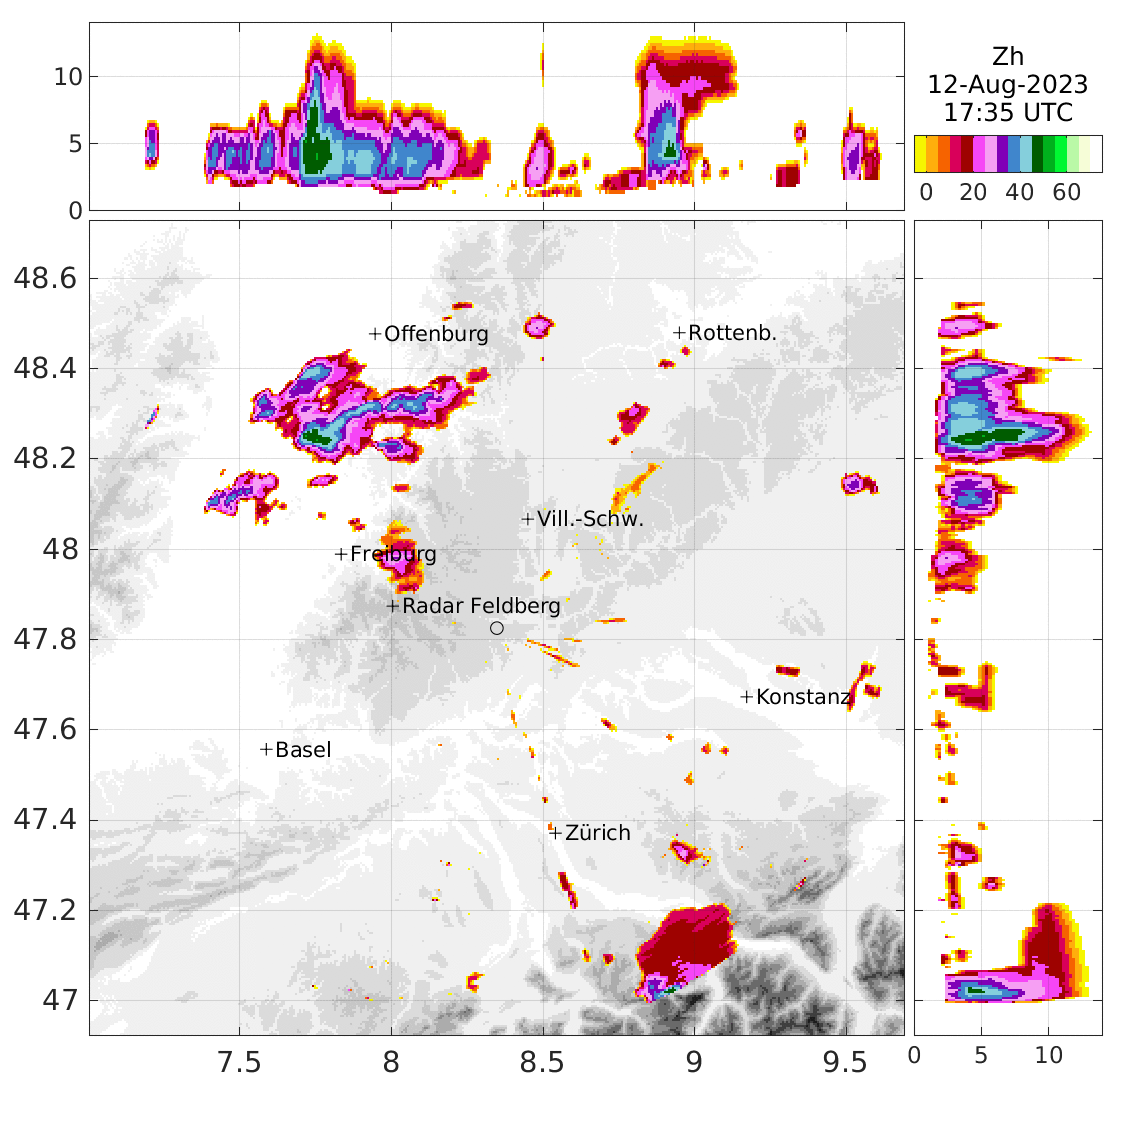 10
5
0
Zh
12-Aug-2023
17:35 UTC
0 20 40 60
48.6
48.4
48.2
48
47.8
47.6
47.4
47.2
47
+Offenburg
+Rottenb.
+Vill.-Schw.
+Freiburg
+Radar Feldberg
+Konstanz
+Basel
+Zürich
7.5 8 8.5 9 9.5
0 5 10